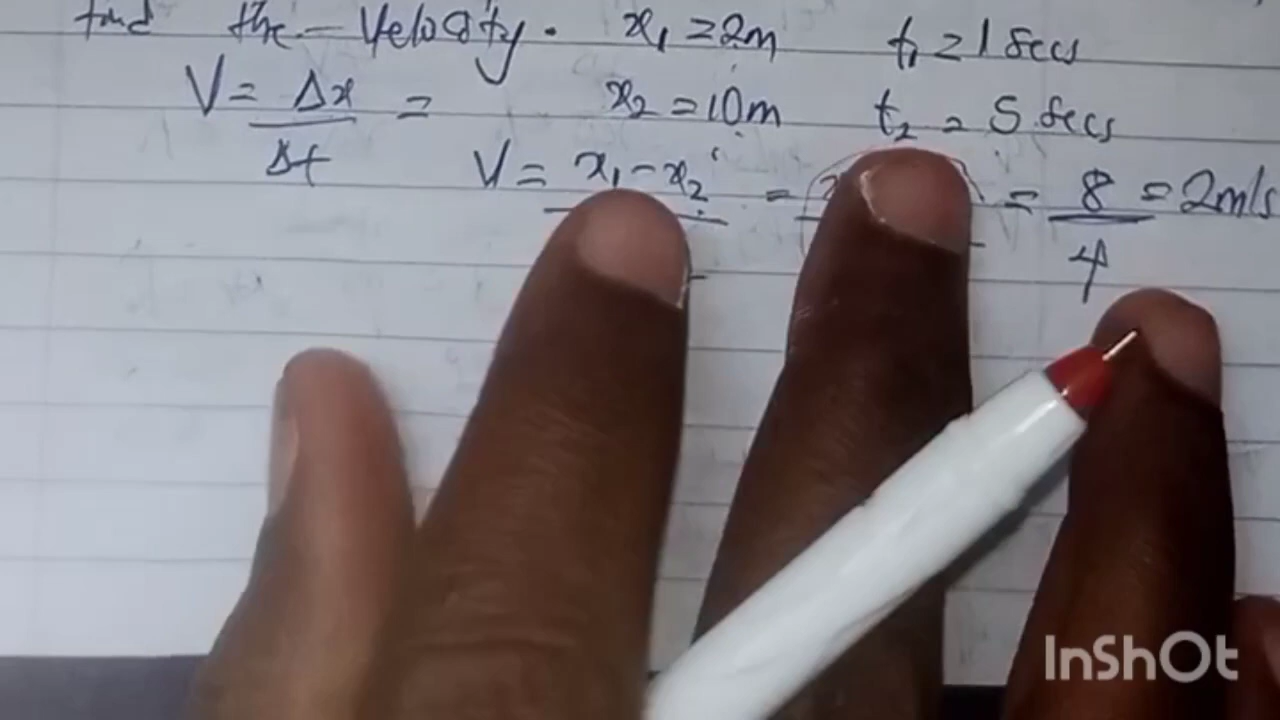 find the - Velocity. x₁ = 2m t₁ = 1 secs
V = Δx = x₂ = 10m t₂ = 5 secs
Δt
V = x₁ - x₂ = = 8 = 2m/s
4
InShOt